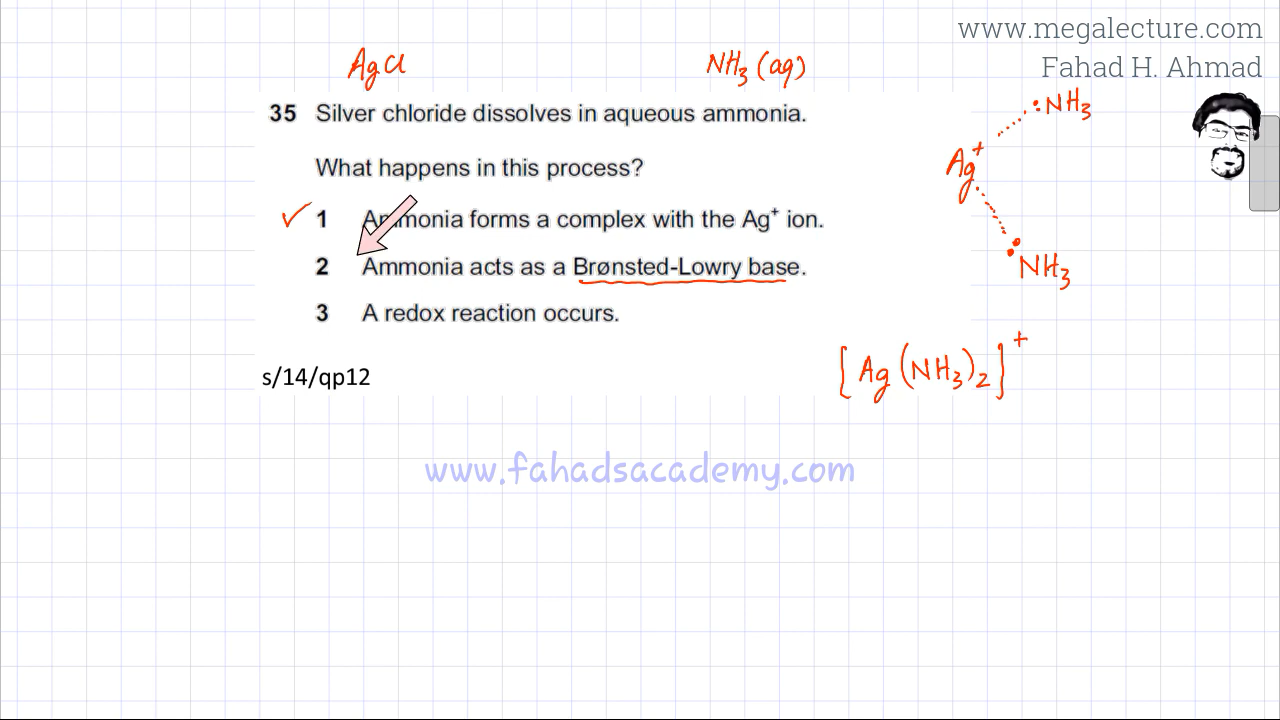 www.megalecture.com
Fahad H. Ahmad
AgCl
NH₃ (aq)
35 Silver chloride dissolves in aqueous ammonia.
What happens in this process?
✓ 1 Ammonia forms a complex with the Ag⁺ ion.
2 Ammonia acts as a Brønsted-Lowry base.
3 A redox reaction occurs.
s/14/qp12
:NH₃
Ag⁺
:NH₃
[Ag(NH₃)₂]⁺
www.fahadsacademy.com